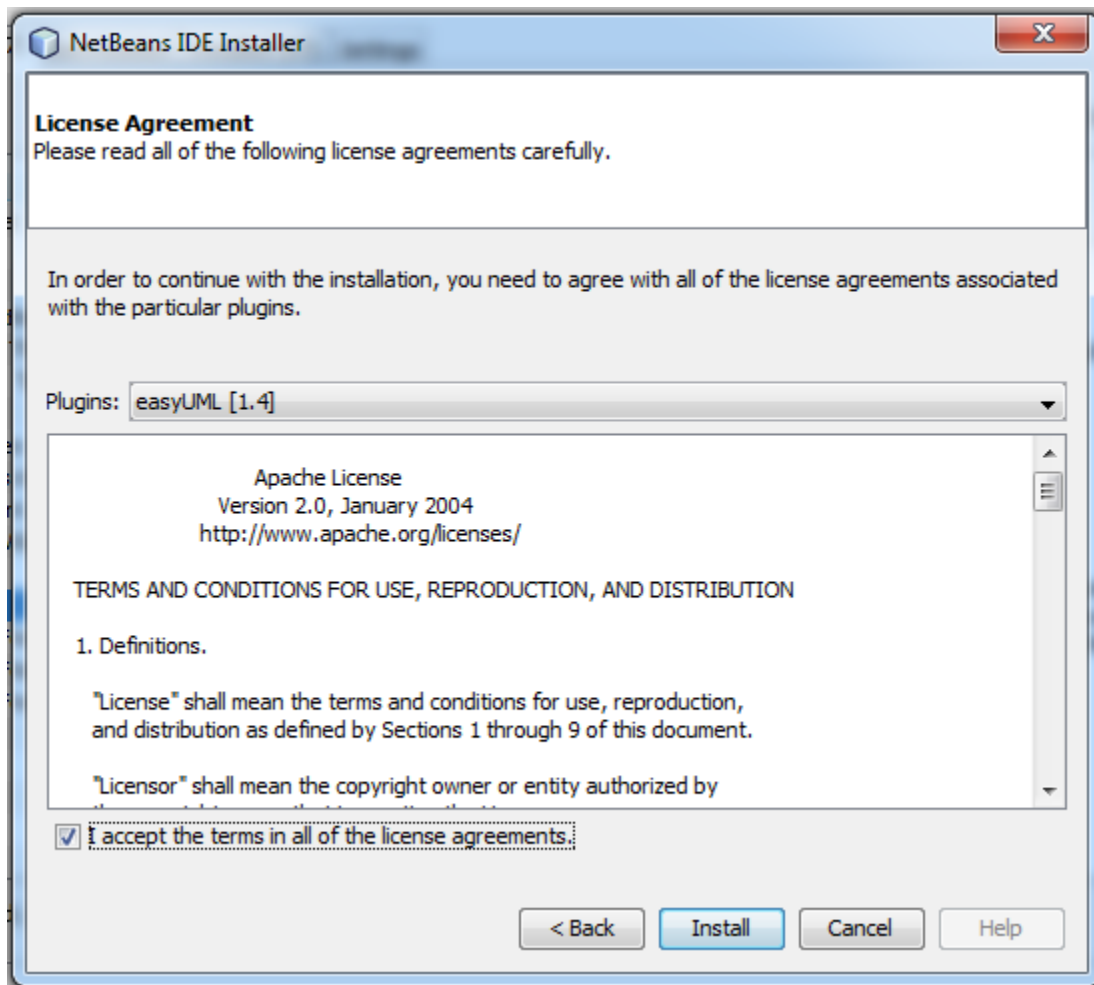 NetBeans IDE Installer
License Agreement
Please read all of the following license agreements carefully.
In order to continue with the installation, you need to agree with all of the license agreements associated
with the particular plugins.
Plugins: easyUML [1.4]
Apache License
Version 2.0, January 2004
http://www.apache.org/licenses/
TERMS AND CONDITIONS FOR USE, REPRODUCTION, AND DISTRIBUTION
1. Definitions.
"License" shall mean the terms and conditions for use, reproduction,
and distribution as defined by Sections 1 through 9 of this document.
"Licensor" shall mean the copyright owner or entity authorized by
I accept the terms in all of the license agreements.
< Back Install Cancel Help